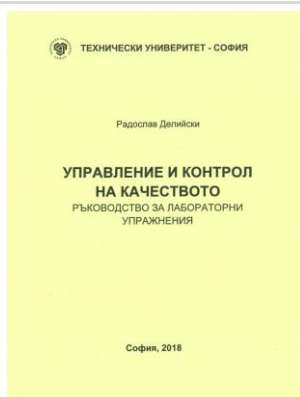 ТЕХНИЧЕСКИ УНИВЕРСИТЕТ - СОФИЯ
Радослав Делийски
УПРАВЛЕНИЕ И КОНТРОЛ
НА КАЧЕСТВОТО
РЪКОВОДСТВО ЗА ЛАБОРАТОРНИ
УПРАЖНЕНИЯ
София, 2018